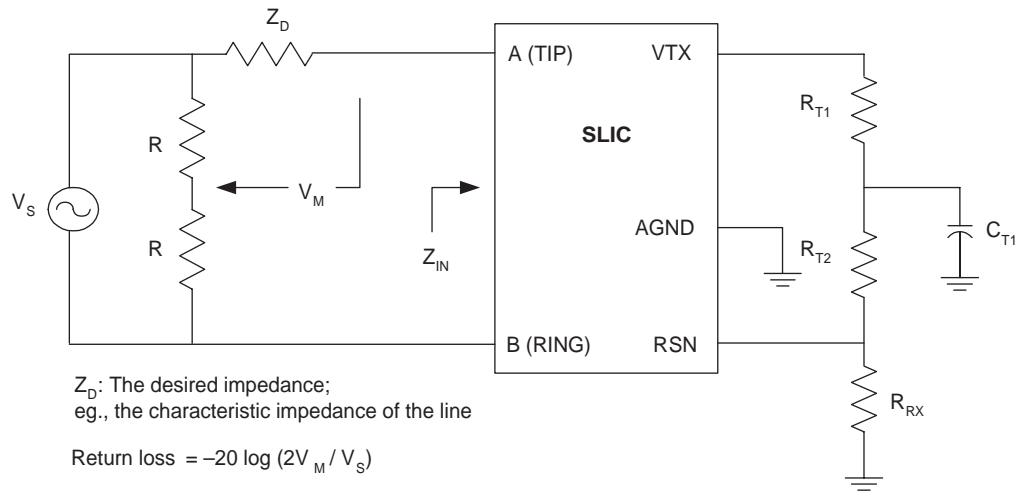 Z_D
A (TIP)
VTX
R_T1
SLIC
R
V_M
V_S
R
Z_IN
AGND
R_T2
C_T1
B (RING)
RSN
R_RX
Z_D: The desired impedance;
eg., the characteristic impedance of the line
Return loss = –20 log (2V_M / V_S)